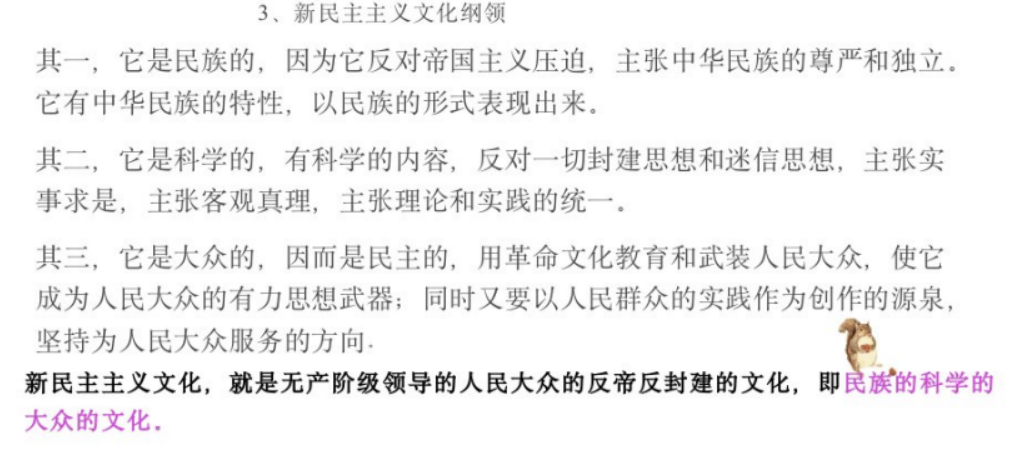 3、新民主主义文化纲领
其一，它是民族的，因为它反对帝国主义压迫，主张中华民族的尊严和独立。
它有中华民族的特性，以民族的形式表现出来。
其二，它是科学的，有科学的内容，反对一切封建思想和迷信思想，主张实
事求是，主张客观真理，主张理论和实践的统一。
其三，它是大众的，因而是民主的，用革命文化教育和武装人民大众，使它
成为人民大众的有力思想武器；同时又要以人民群众的实践作为创作的源泉，
坚持为人民大众服务的方向.
新民主主义文化，就是无产阶级领导的人民大众的反帝反封建的文化，即民族的科学的
大众的文化．